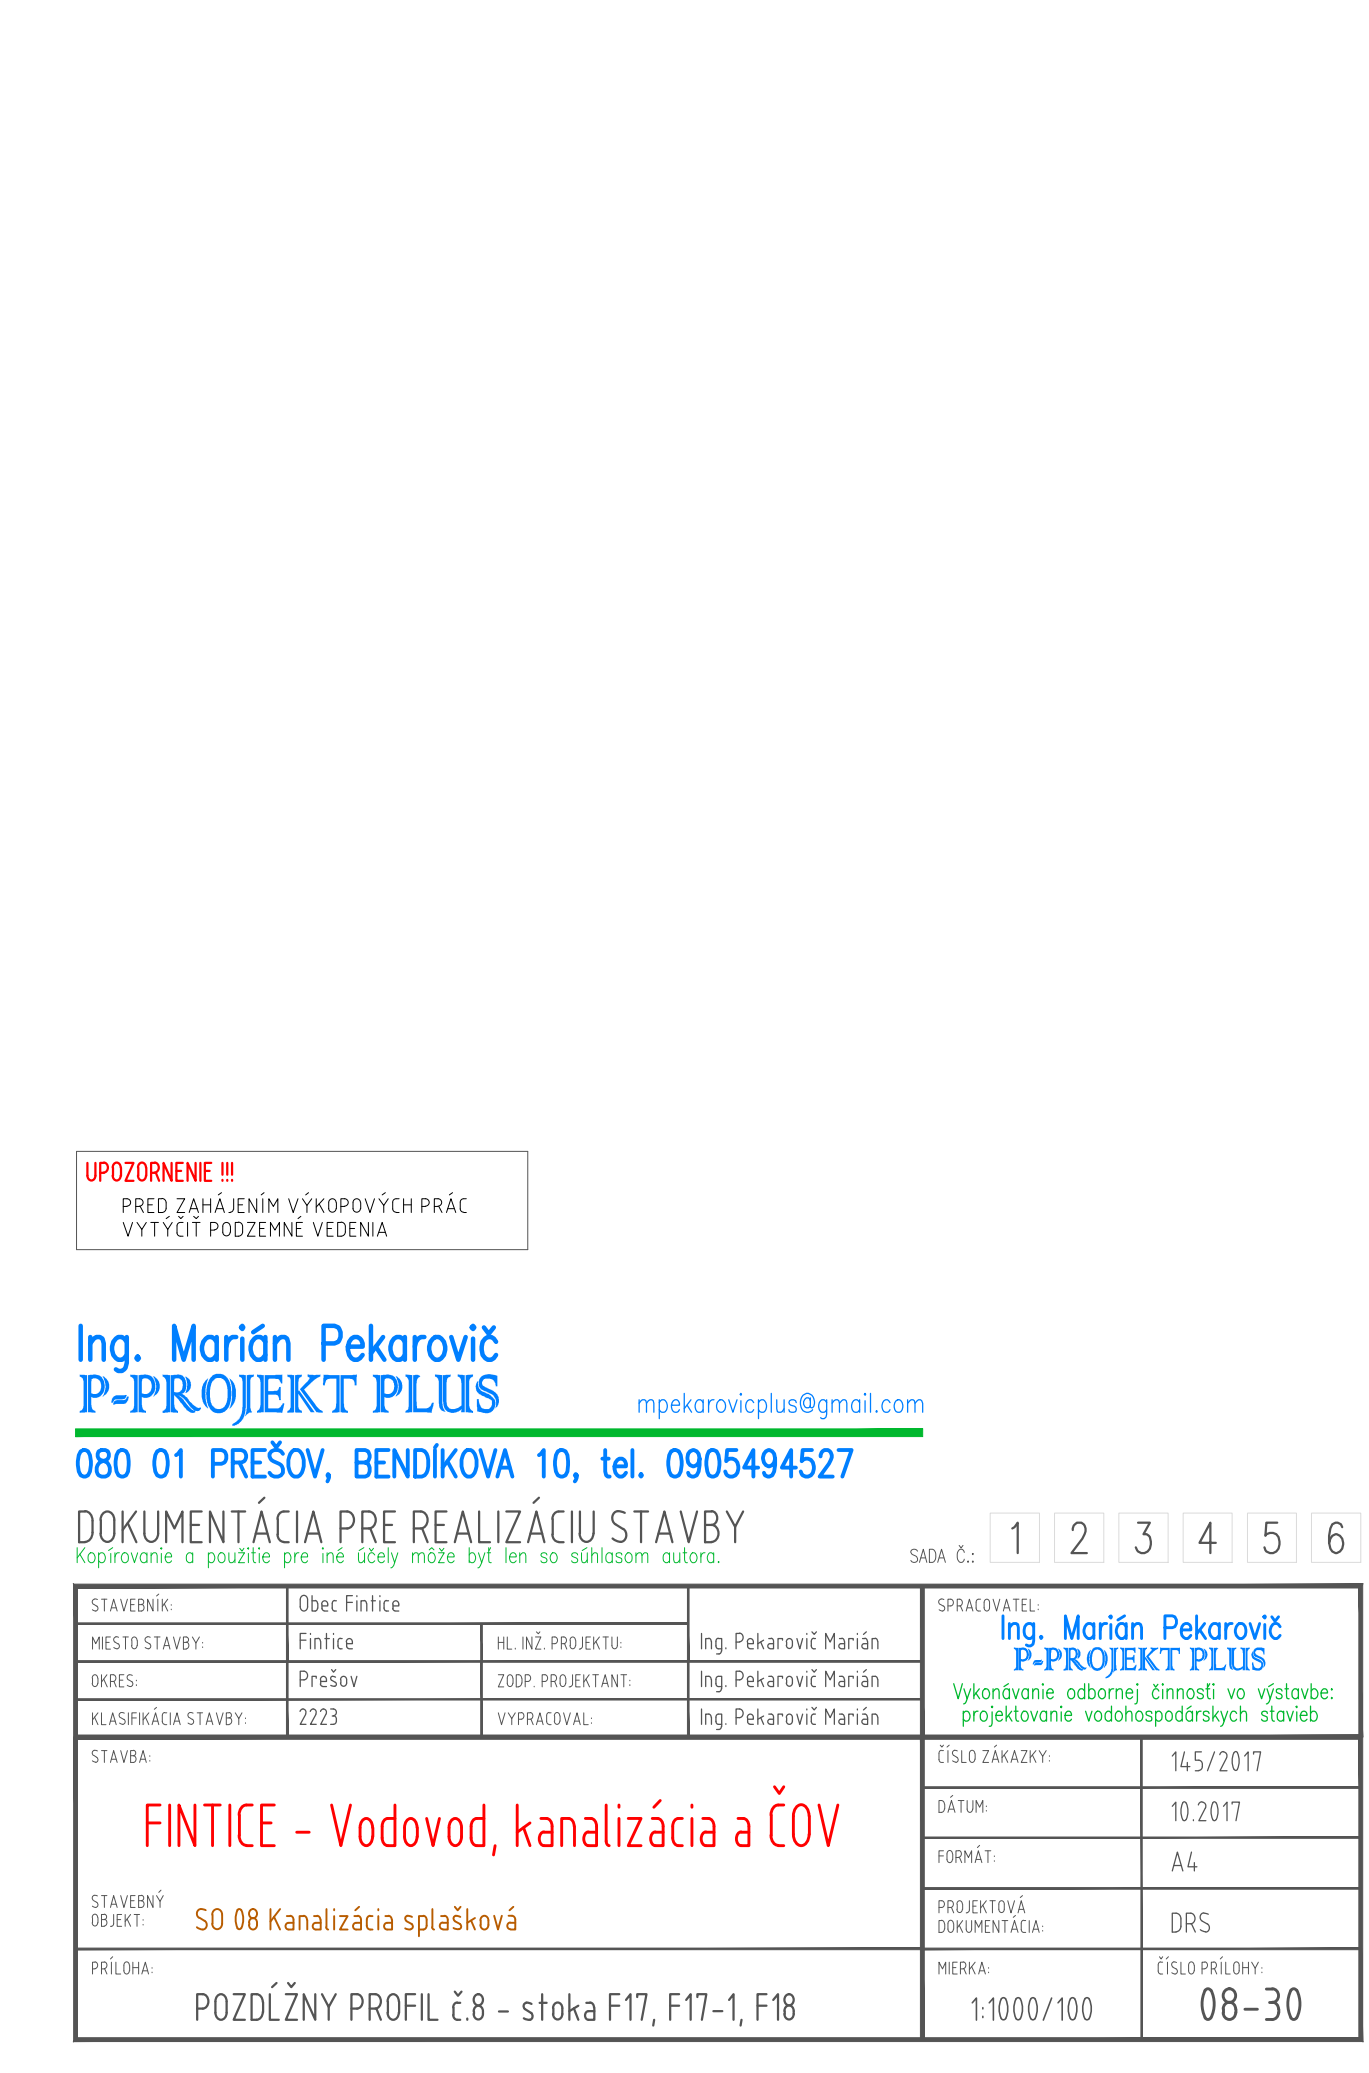 UPOZORNENIE !!!
PRED ZAHÁJENÍM VÝKOPOVÝCH PRÁC
VYTÝČIŤ PODZEMNÉ VEDENIA
Ing. Marián Pekarovič
P-PROJEKT PLUS
mpekarovicplus@gmail.com
080 01 PREŠOV, BENDÍKOVA 10, tel. 0905494527
DOKUMENTÁCIA PRE REALIZÁCIU STAVBY
Kopírovanie a použitie pre iné účely môže byť len so súhlasom autora.
SADA Č.: 1 2 3 4 5 6
STAVEBNÍK: Obec Fintice
MIESTO STAVBY: Fintice HL. INŽ. PROJEKTU: Ing. Pekarovič Marián
OKRES: Prešov ZODP. PROJEKTANT: Ing. Pekarovič Marián
KLASIFIKÁCIA STAVBY: 2223 VYPRACOVAL: Ing. Pekarovič Marián
SPRACOVATEL:
Ing. Marián Pekarovič
P-PROJEKT PLUS
Vykonávanie odbornej činnosťi vo výstavbe:
projektovanie vodohospodárskych stavieb
STAVBA:
FINTICE - Vodovod, kanalizácia a ČOV
STAVEBNÝ
OBJEKT:
SO 08 Kanalizácia splašková
PRÍLOHA:
POZDĹŽNY PROFIL č.8 - stoka F17, F17-1, F18
ČÍSLO ZÁKAZKY: 145/2017
DÁTUM: 10.2017
FORMÁT: A4
PROJEKTOVÁ
DOKUMENTÁCIA: DRS
MIERKA:
1:1000/100
ČÍSLO PRÍLOHY:
08-30